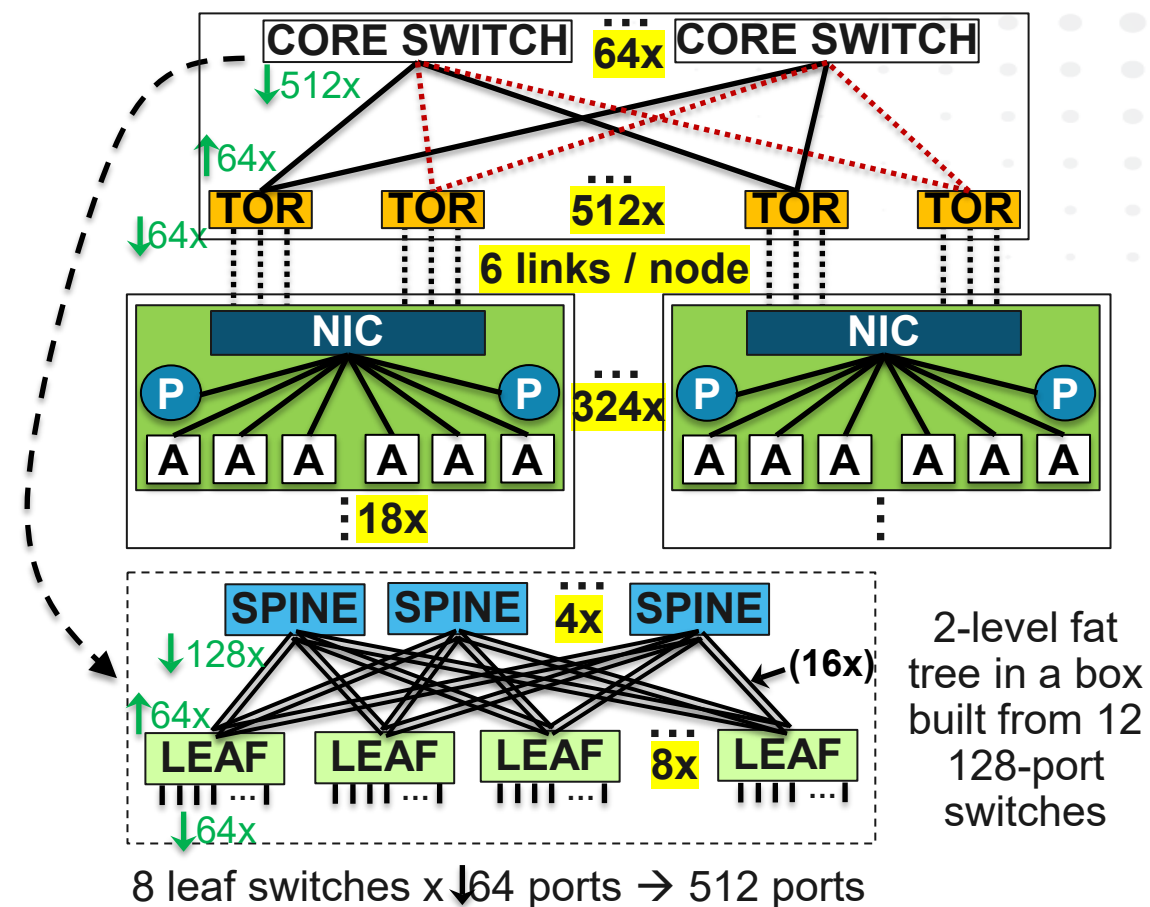 CORE SWITCH
64x
CORE SWITCH
↓512x
↑64x
TOR
TOR
512x
TOR
TOR
↓64x
6 links / node
NIC
NIC
P
P
324x
P
P
A A A A A A
A A A A A A
18x
SPINE
SPINE
4x
SPINE
↓128x
(16x)
↑64x
LEAF
LEAF
LEAF
8x
LEAF
...
...
...
...
↓64x
2-level fat
tree in a box
built from 12
128-port
switches
8 leaf switches x ↓64 ports → 512 ports